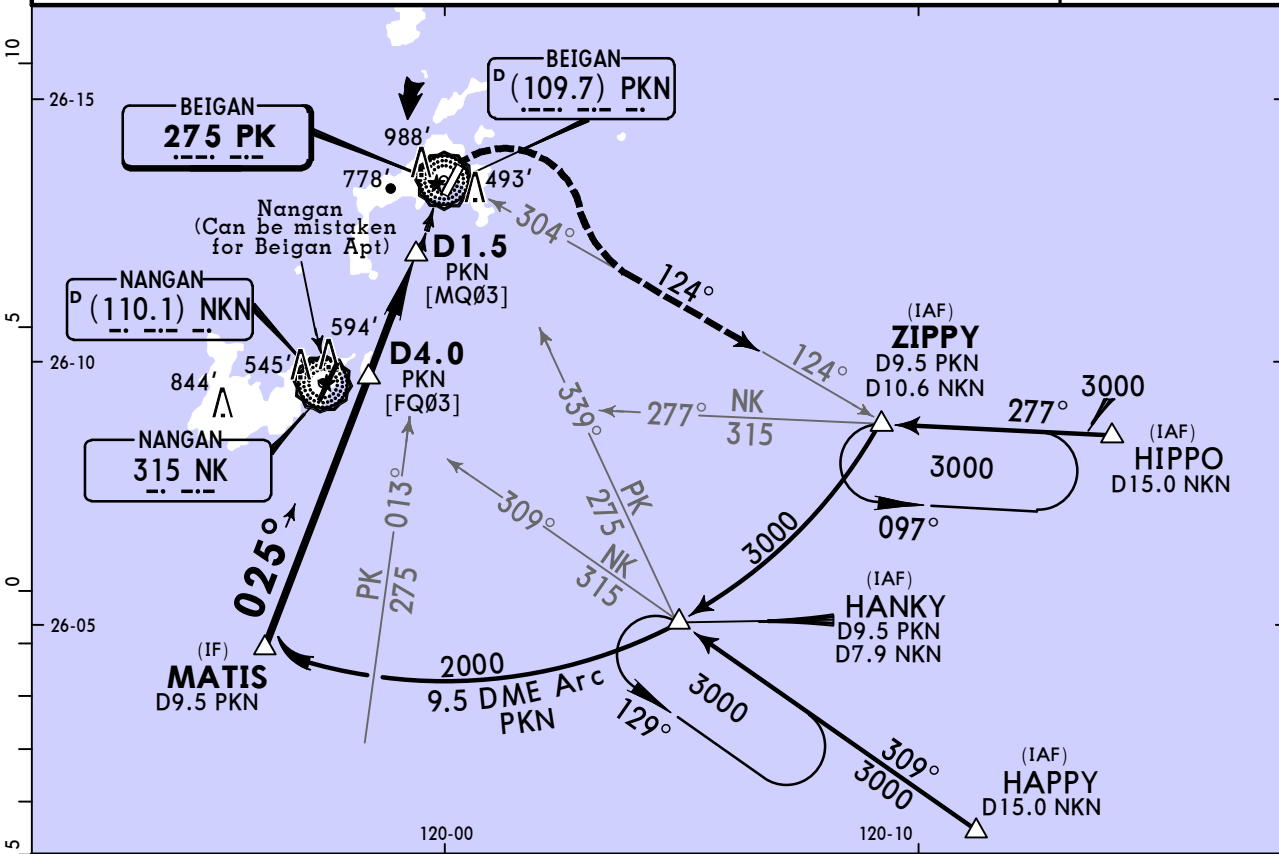 10
26-15
BEIGAN
275 PK
BEIGAN
D (109.7) PKN
988'
778'
493'
Nangan
(Can be mistaken
for Beigan Apt)
304°
D1.5
PKN
[MQØ3]
124°
NANGAN
D (110.1) NKN
594'
545'
844'
5
26-10
D4.0
PKN
[FQØ3]
124°
(IAF)
ZIPPY
D9.5 PKN
D10.6 NKN
3000
277°
(IAF)
HIPPO
D15.0 NKN
339°
277° NK
315
3000
097°
NANGAN
315 NK
309°
PK
275
NK
315
3000
025°
013°
PK
275
0
26-05
(IAF)
HANKY
D9.5 PKN
D7.9 NKN
(IF)
MATIS
D9.5 PKN
2000
9.5 DME Arc
PKN
129°
3000
309°
3000
(IAF)
HAPPY
D15.0 NKN
5
120-00
120-10